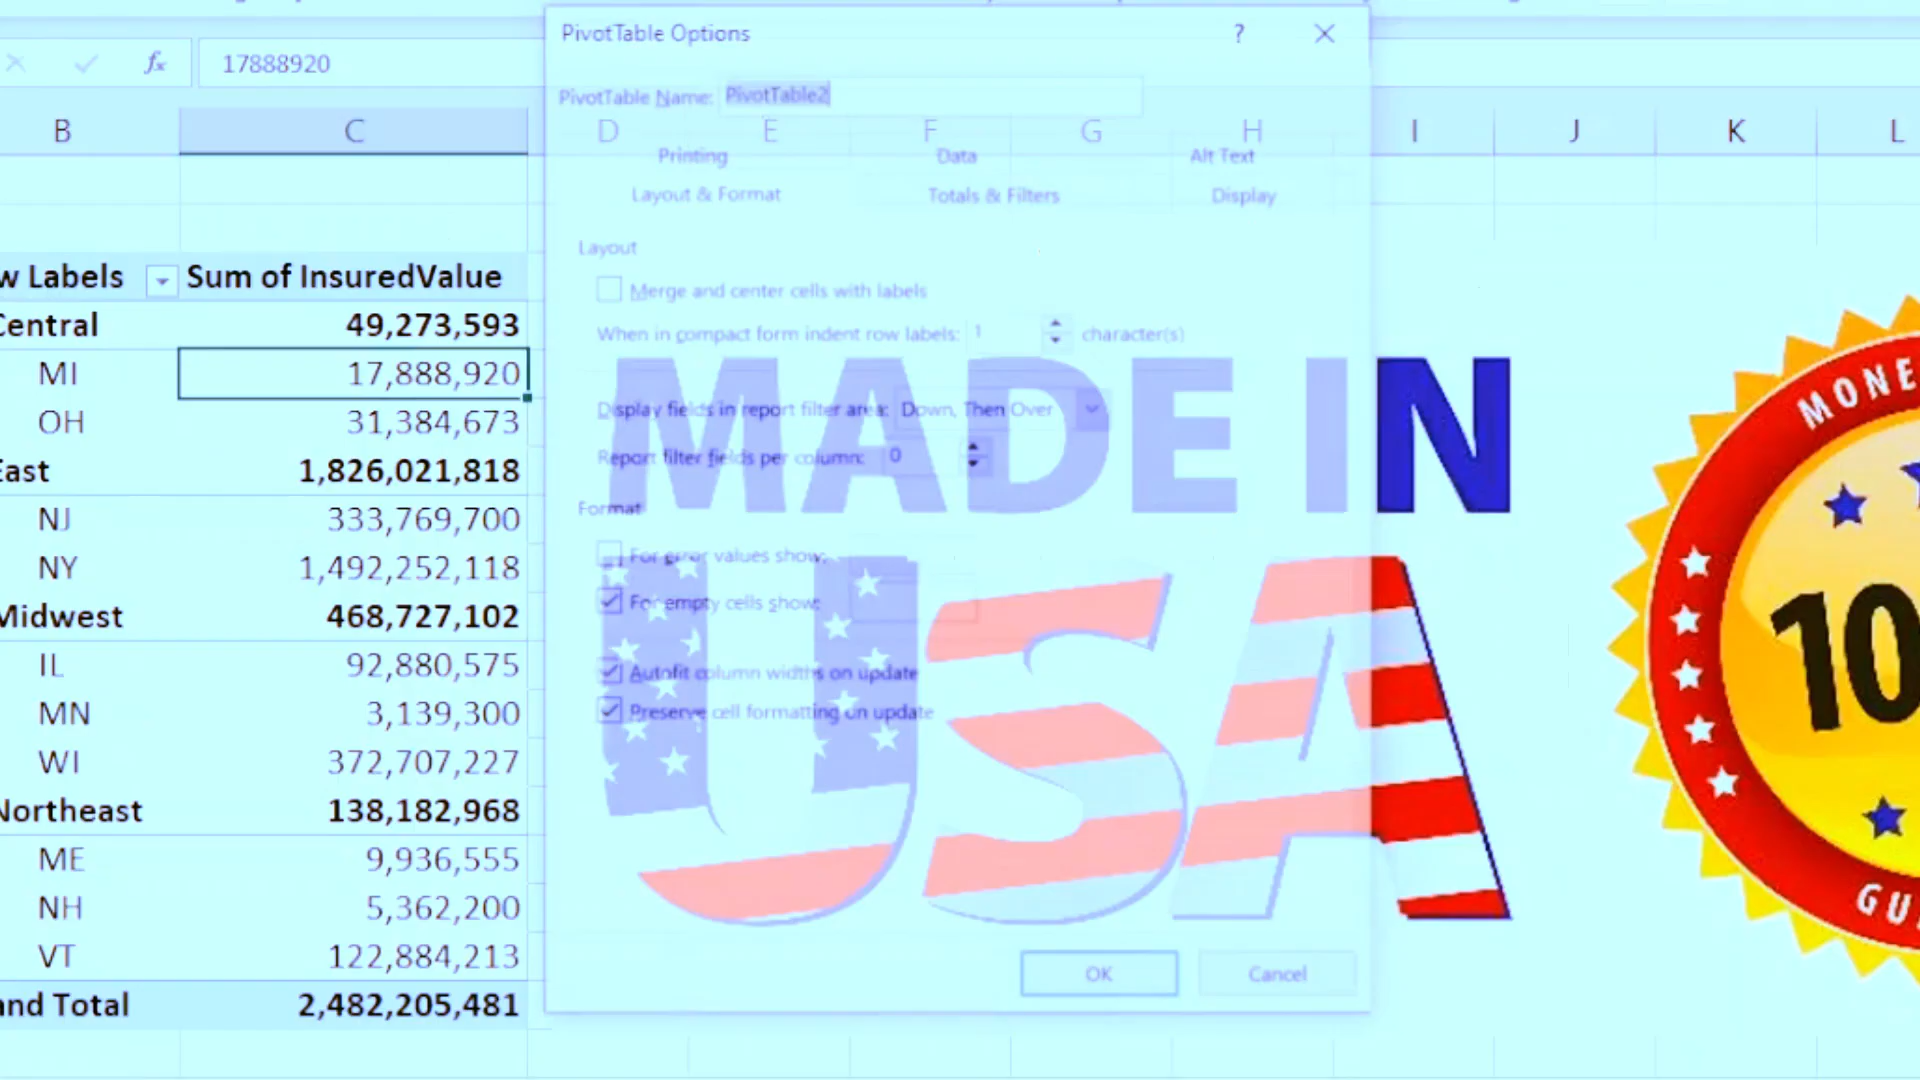 17888920
PivotTable Options
?
PivotTable Name: PivotTable2
B C D E F G H I J K L
Printing Data Alt Text
Layout & Format Totals & Filters Display
Layout
Merge and center cells with labels
When in compact form indent row labels: 1 character(s)
Display fields in report filter area: Down, Then Over
Report filter fields per column: 0
Format
For error values show:
For empty cells show:
Autofit column widths on update
Preserve cell formatting on update
OK Cancel
w Labels Sum of InsuredValue
Central 49,273,593
MI 17,888,920
OH 31,384,673
East 1,826,021,818
NJ 333,769,700
NY 1,492,252,118
Midwest 468,727,102
IL 92,880,575
MN 3,139,300
WI 372,707,227
Northeast 138,182,968
ME 9,936,555
NH 5,362,200
VT 122,884,213
and Total 2,482,205,481
MADE IN
USA
MONE
10
GU